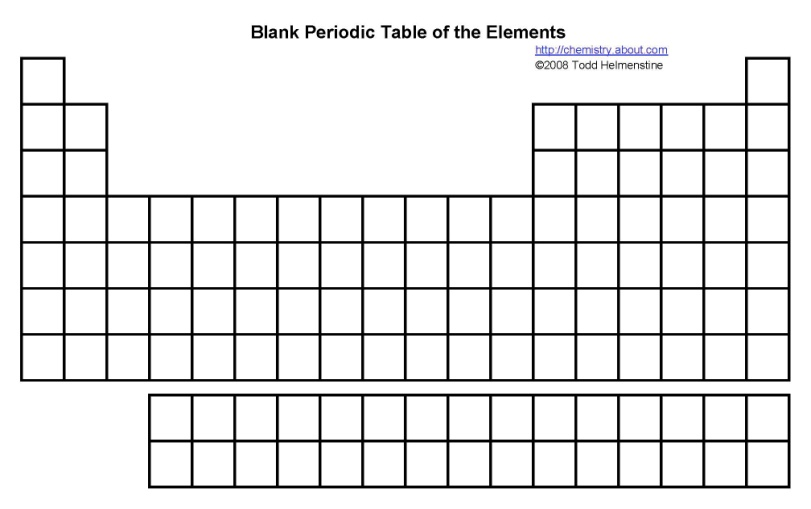 Blank Periodic Table of the Elements
http://chemistry.about.com
©2008 Todd Helmenstine